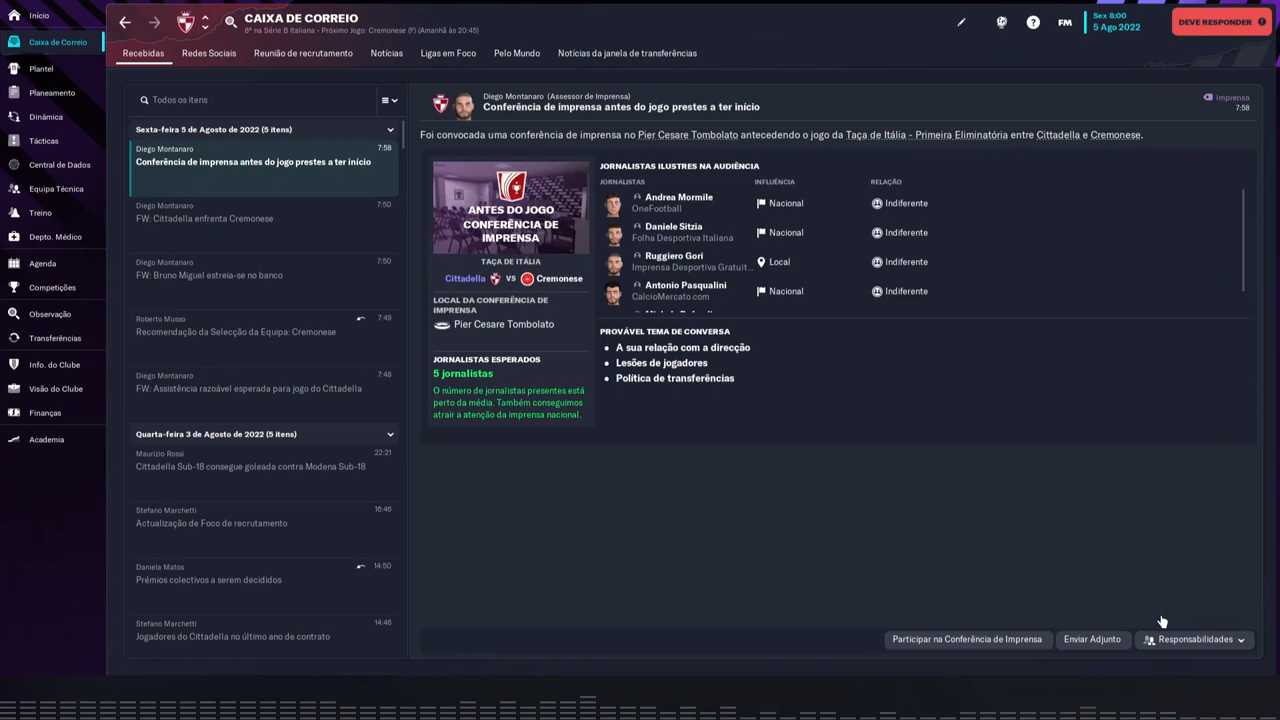 Início
Caixa de Correio
Plantel
Planeamento
Dinâmica
Tácticas
Central de Dados
Equipa Técnica
Treino
Depto. Médico
Agenda
Competições
Observação
Transferências
Info. do Clube
Visão do Clube
Finanças
Academia
CAIXA DE CORREIO
6º na Série B Italiana - Próximo Jogo: Cremonese (F) (Amanhã às 20:45)
FM
Sex 8:00
5 Ago 2022
DEVE RESPONDER
Recebidas
Redes Sociais
Reunião de recrutamento
Notícias
Ligas em Foco
Pelo Mundo
Notícias da janela de transferências
Todos os itens
Sexta-feira 5 de Agosto de 2022 (5 itens)
Diego Montanaro 7:58
Conferência de imprensa antes do jogo prestes a ter início
Diego Montanaro 7:50
FW: Cittadella enfrenta Cremonese
Diego Montanaro 7:50
FW: Bruno Miguel estreia-se no banco
Roberto Musso 7:49
Recomendação da Selecção da Equipa: Cremonese
Diego Montanaro 7:48
FW: Assistência razoável esperada para jogo do Cittadella
Quarta-feira 3 de Agosto de 2022 (5 itens)
Maurizio Rossi 22:21
Cittadella Sub-18 consegue goleada contra Modena Sub-18
Stefano Marchetti 16:46
Actualização de Foco de recrutamento
Daniela Matos 14:50
Prémios colectivos a serem decididos
Stefano Marchetti 14:46
Jogadores do Cittadella no último ano de contrato
Diego Montanaro (Assessor de Imprensa)
Conferência de imprensa antes do jogo prestes a ter início
Imprensa
7:58
Foi convocada uma conferência de imprensa no Pier Cesare Tombolato antecedendo o jogo da Taça de Itália - Primeira Eliminatória entre Cittadella e Cremonese.
ANTES DO JOGO
CONFERÊNCIA DE
IMPRENSA
TAÇA DE ITÁLIA
Cittadella VS Cremonese
LOCAL DA CONFERÊNCIA DE
IMPRENSA
Pier Cesare Tombolato
JORNALISTAS ESPERADOS
5 jornalistas
O número de jornalistas presentes está
perto da média. Também conseguimos
atrair a atenção da imprensa nacional.
JORNALISTAS ILUSTRES NA AUDIÊNCIA
JORNALISTAS INFLUÊNCIA RELAÇÃO
Andrea Mormile
OneFootball
Nacional Indiferente
Daniele Sitzia
Folha Desportiva Italiana
Nacional Indiferente
Ruggiero Gori
Imprensa Desportiva Gratuit...
Local Indiferente
Antonio Pasqualini
CalcioMercato.com
Nacional Indiferente
PROVÁVEL TEMA DE CONVERSA
• A sua relação com a direcção
• Lesões de jogadores
• Política de transferências
Participar na Conferência de Imprensa
Enviar Adjunto
Responsabilidades